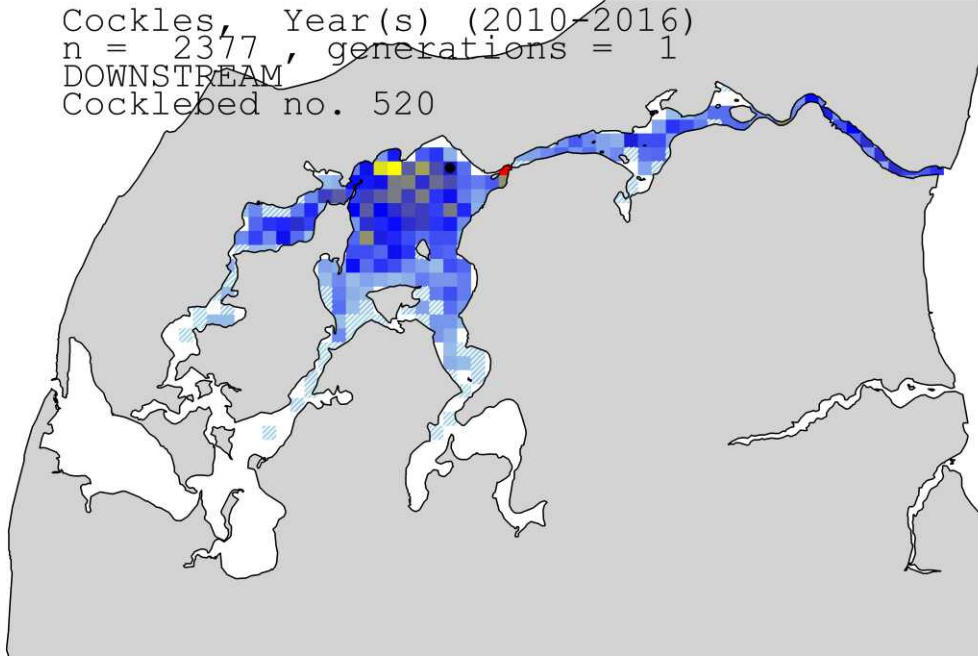 Cockles,  Year(s) (2010-2016)
n =  2377 , generations =  1
DOWNSTREAM
Cocklebed no. 520